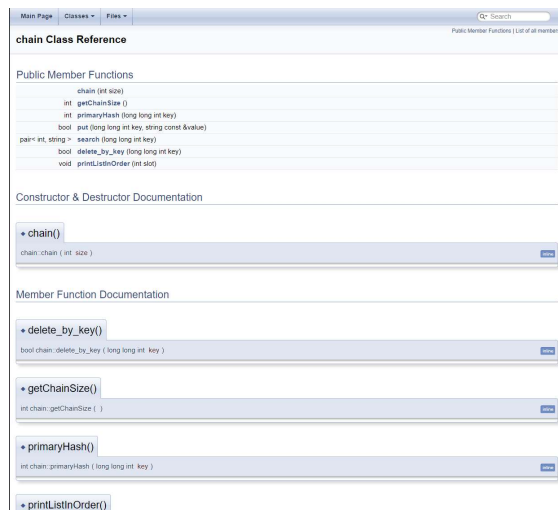 Main Page Classes Files Search
Public Member Functions | List of all members
chain Class Reference
Public Member Functions
chain (int size)
int getChainSize ()
int primaryHash (long long int key)
bool put (long long int key, string const &value)
pair< int, string > search (long long int key)
bool delete_by_key (long long int key)
void printListInOrder (int slot)
Constructor & Destructor Documentation
◆ chain()
chain::chain ( int size ) inline
Member Function Documentation
◆ delete_by_key()
bool chain::delete_by_key ( long long int key ) inline
◆ getChainSize()
int chain::getChainSize ( ) inline
◆ primaryHash()
int chain::primaryHash ( long long int key ) inline
◆ printListInOrder()